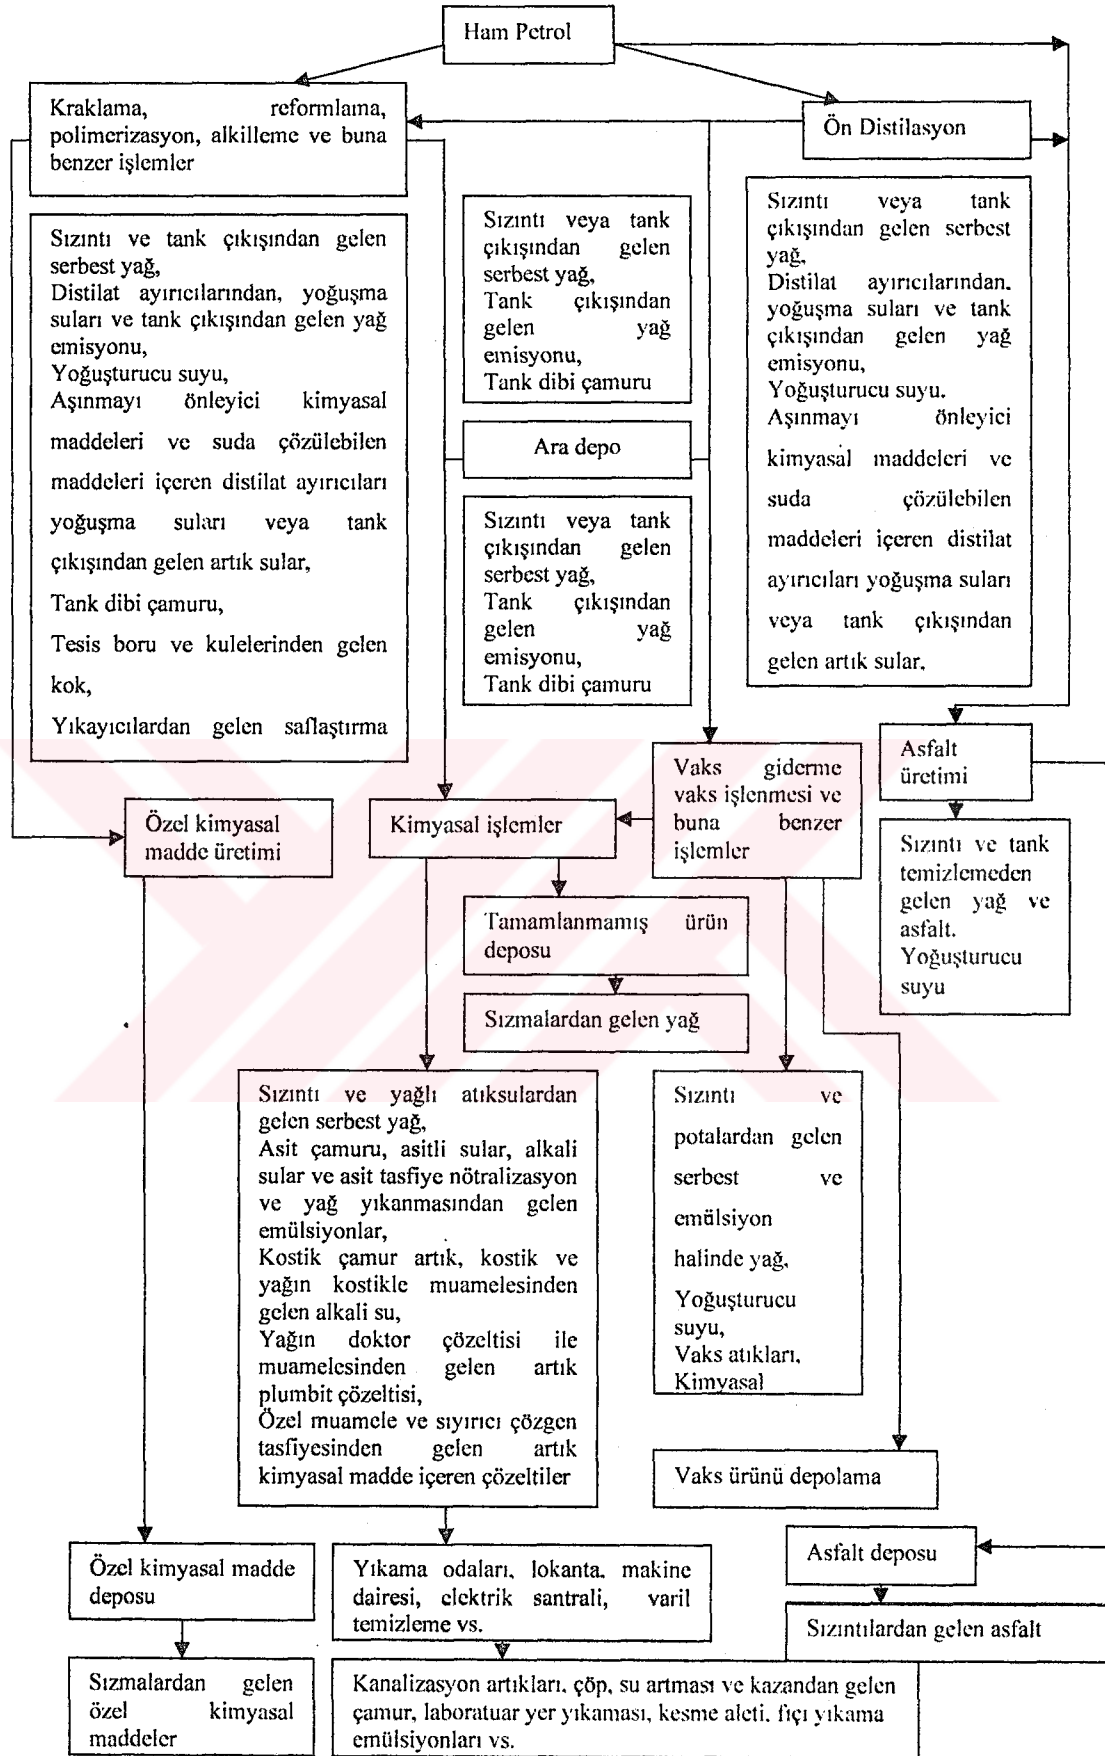 Ham Petrol
Kraklama, reformlama,
polimerizasyon, alkilleme ve buna
benzer işlemler
Ön Distilasyon
Sızıntı ve tank çıkışından gelen
serbest yağ,
Distilat ayırıcılarından, yoğuşma
suları ve tank çıkışından gelen yağ
emisyonu,
Yoğuşturucu suyu,
Aşınmayı önleyici kimyasal
maddeleri ve suda çözülebilen
maddeleri içeren distilat ayırıcıları
yoğuşma suları veya tank
çıkışından gelen artık sular,
Tank dibi çamuru,
Tesis boru ve kulelerinden gelen
kok,
Yıkayıcılardan gelen saflaştırma
Sızıntı veya tank
çıkışından gelen
serbest yağ,
Tank çıkışından
gelen yağ
emisyonu,
Tank dibi çamuru
Ara depo
Sızıntı veya tank
çıkışından gelen
serbest yağ,
Tank çıkışından
gelen yağ
emisyonu,
Tank dibi çamuru
Sızıntı veya tank
çıkışından gelen serbest
yağ,
Distilat ayırıcılarından,
yoğuşma suları ve tank
çıkışından gelen yağ
emisyonu,
Yoğuşturucu suyu.
Aşınmayı önleyici
kimyasal maddeleri ve
suda çözülebilen
maddeleri içeren distilat
ayırıcıları yoğuşma suları
veya tank çıkışından
gelen artık sular.
Özel kimyasal
madde üretimi
Kimyasal işlemler
Vaks giderme
vaks işlenmesi ve
buna benzer
işlemler
Asfalt
üretimi
Sızıntı ve tank
temizlemeden
gelen yağ ve
asfalt.
Yoğuşturucu
suyu
Tamamlanmamış ürün
deposu
Sızmalardan gelen yağ
Sızıntı ve yağlı atıksulardan
gelen serbest yağ,
Asit çamuru, asitli sular, alkali
sular ve asit tasfiye nötralizasyon
ve yağ yıkanmasından gelen
emülsiyonlar,
Kostik çamur artık, kostik ve
yağın kostikle muamelesinden
gelen alkali su,
Yağın doktor çözeltisi ile
muamelesinden gelen artık
plumbit çözeltisi,
Özel muamele ve sıyırıcı çözgen
tasfiyesinden gelen artık
kimyasal madde içeren çözeltiler
Sızıntı ve
potalardan gelen
serbest ve
emülsiyon
halinde yağ,
Yoğuşturucu
suyu,
Vaks atıkları,
Kimyasal
Vaks ürünü depolama
Özel kimyasal madde
deposu
Yıkama odaları, lokanta, makine
dairesi, elektrik santrali, varil
temizleme vs.
Asfalt deposu
Sızıntılardan gelen asfalt
Sızmalardan gelen
özel kimyasal
maddeler
Kanalizasyon artıkları, çöp, su artması ve kazandan gelen
çamur, laboratuar yer yıkaması, kesme aleti, fıçı yıkama
emülsiyonları vs.